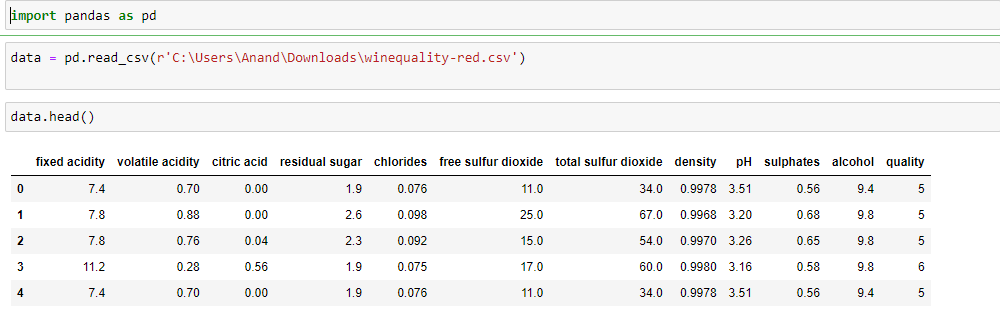 import pandas as pd
data = pd.read_csv(r'C:\Users\Anand\Downloads\winequality-red.csv')
data.head()
fixed acidity volatile acidity citric acid residual sugar chlorides free sulfur dioxide total sulfur dioxide density pH sulphates alcohol quality
0 7.4 0.70 0.00 1.9 0.076 11.0 34.0 0.9978 3.51 0.56 9.4 5
1 7.8 0.88 0.00 2.6 0.098 25.0 67.0 0.9968 3.20 0.68 9.8 5
2 7.8 0.76 0.04 2.3 0.092 15.0 54.0 0.9970 3.26 0.65 9.8 5
3 11.2 0.28 0.56 1.9 0.075 17.0 60.0 0.9980 3.16 0.58 9.8 6
4 7.4 0.70 0.00 1.9 0.076 11.0 34.0 0.9978 3.51 0.56 9.4 5